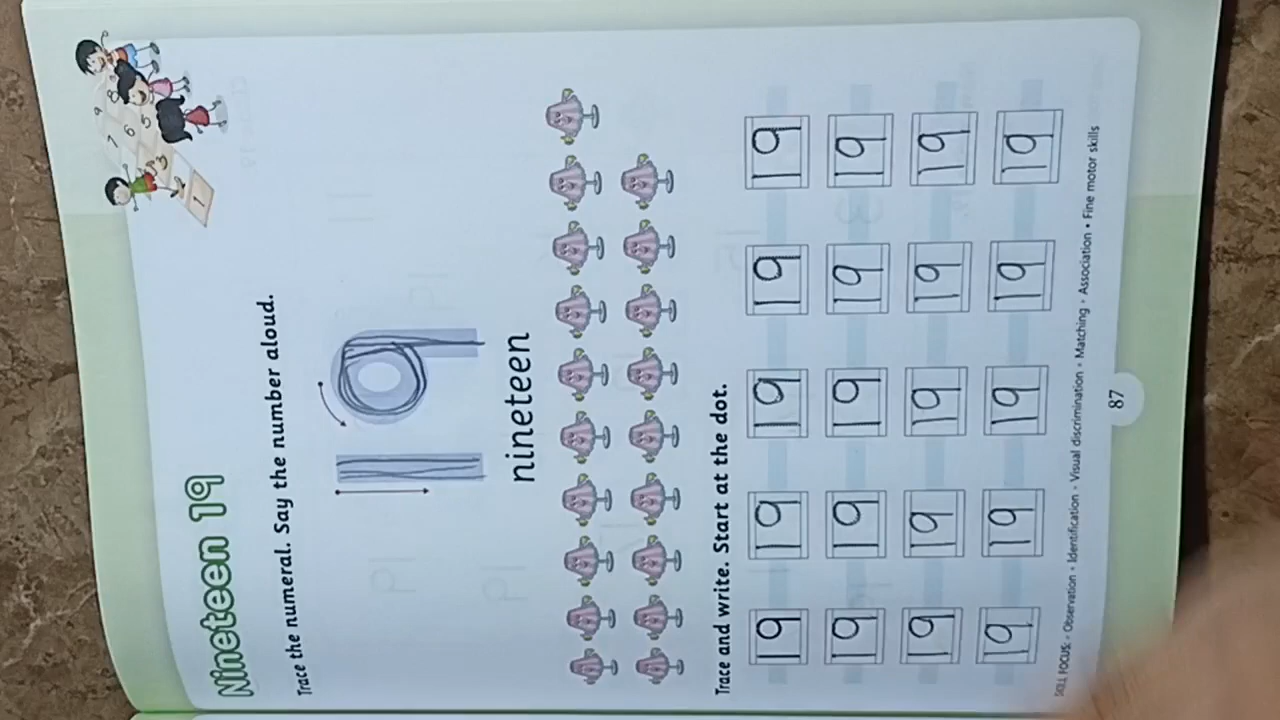 Nineteen 19
Trace the numeral. Say the number aloud.
19
nineteen
Trace and write. Start at the dot.
19 19 19 19 19
19 19 19 19 19
19 19 19 19 19
19 19 19 19 19
SKILL FOCUS: • Observation • Identification • Visual discrimination • Matching • Association • Fine motor skills
87